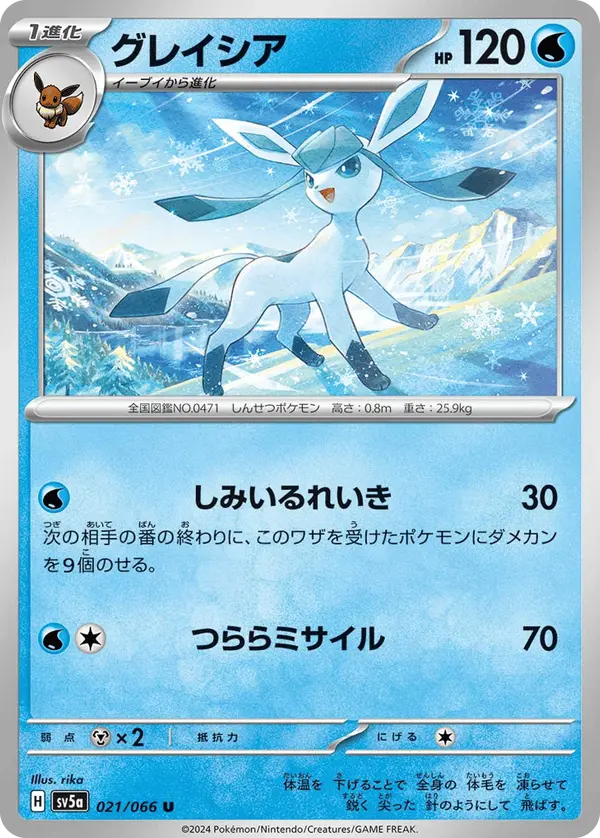 1進化
グレイシア
HP 120
イーブイから進化
全国図鑑NO.0471 しんせつポケモン 高さ：0.8m 重さ：25.9kg
しみいるれいき 30
次の相手の番の終わりに、このワザを受けたポケモンにダメカン
を9個のせる。
つららミサイル 70
弱点 ×2 抵抗力 にげる
Illus. rika
H sv5a 021/066 U
体温を 下げることで 全身の 体毛を 凍らせて
鋭く 尖った 針のようにして 飛ばす。
©2024 Pokémon/Nintendo/Creatures/GAME FREAK.